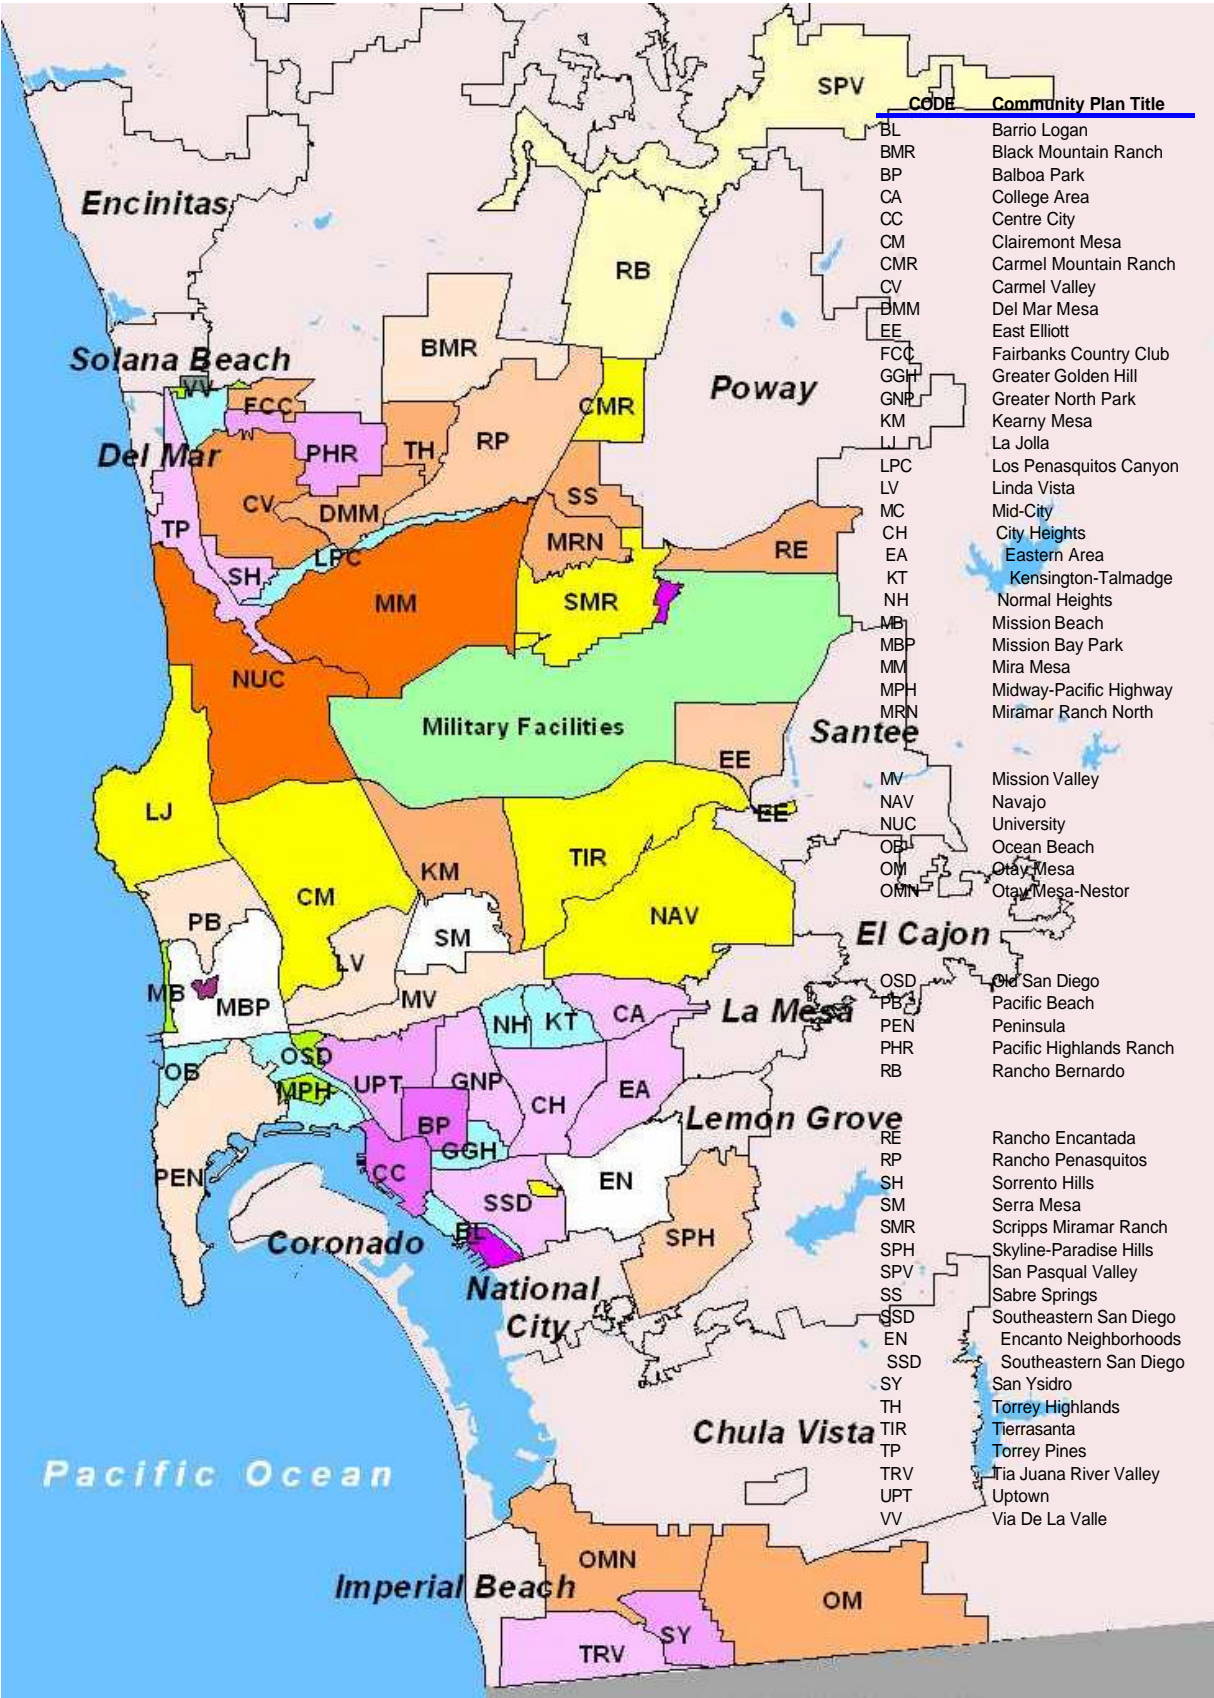 SPV
CODE Community Plan Title
BL Barrio Logan
BMR Black Mountain Ranch
BP Balboa Park
CA College Area
CC Centre City
CM Clairemont Mesa
CMR Carmel Mountain Ranch
CV Carmel Valley
DMM Del Mar Mesa
EE East Elliott
FCC Fairbanks Country Club
GGH Greater Golden Hill
GNP Greater North Park
KM Kearny Mesa
LJ La Jolla
LPC Los Penasquitos Canyon
LV Linda Vista
MC Mid-City
CH City Heights
EA Eastern Area
KT Kensington-Talmadge
NH Normal Heights
MB Mission Beach
MBP Mission Bay Park
MM Mira Mesa
MPH Midway-Pacific Highway
MRN Miramar Ranch North
MV Mission Valley
NAV Navajo
NUC University
OB Ocean Beach
OM Otay Mesa
OMN Otay Mesa-Nestor
OSD Old San Diego
PB Pacific Beach
PEN Peninsula
PHR Pacific Highlands Ranch
RB Rancho Bernardo
RE Rancho Encantada
RP Rancho Penasquitos
SH Sorrento Hills
SM Serra Mesa
SMR Scripps Miramar Ranch
SPH Skyline-Paradise Hills
SPV San Pasqual Valley
SS Sabre Springs
SSD Southeastern San Diego
EN Encanto Neighborhoods
SSD Southeastern San Diego
SY San Ysidro
TH Torrey Highlands
TIR Tierrasanta
TP Torrey Pines
TRV Tia Juana River Valley
UPT Uptown
VV Via De La Valle
Encinitas
RB
BMR
Solana Beach
VV
Poway
FCC
CMR
Del Mar
PHR
TH
RP
CV
DMM
SS
TP
LPC
MRN
RE
SH
MM
SMR
NUC
Military Facilities
Santee
EE
LJ
EE
TIR
KM
CM
NAV
PB
SM
El Cajon
LV
MB
MBP
MV
NH
KT
CA
La Mesa
OSD
OB
MPH
UPT
GNP
CH
EA
BP
Lemon Grove
GGH
PEN
CC
EN
SSD
BL
SPH
Coronado
National
City
Chula Vista
Pacific Ocean
OMN
Imperial Beach
OM
SY
TRV